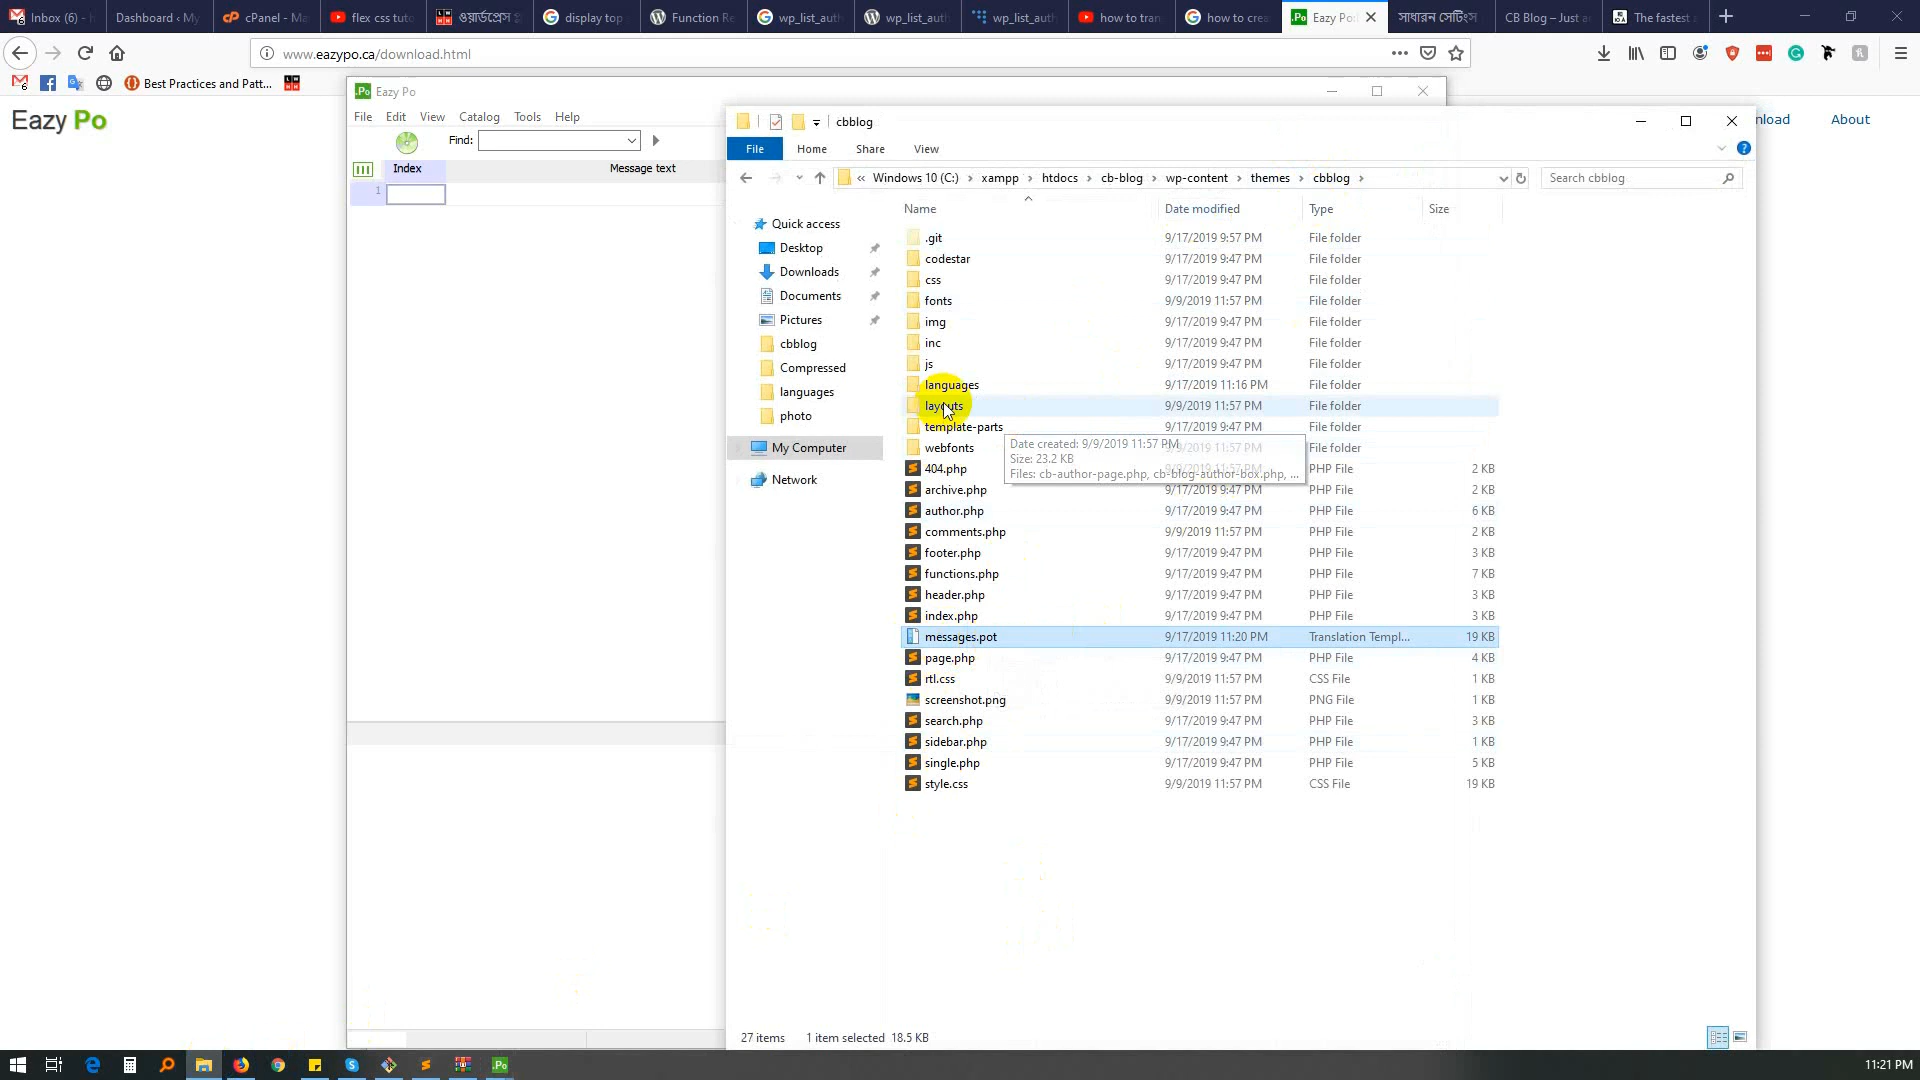 Inbox (6) - h
Dashboard ‹ My
cPanel - Ma
flex css tuto
ওয়ার্ডপ্রেস
display top
Function Re
wp_list_auth
wp_list_auth
wp_list_auth
how to tran
how to crea
Eazy Po
সাধারন সেটিংস
CB Blog – Just a
The fastest
www.eazypo.ca/download.html
Best Practices and Patt...
Eazy Po
nload
About
Eazy Po
File Edit View Catalog Tools Help
Find:
Index
Message text
1
cbblog
File Home Share View
« Windows 10 (C:) › xampp › htdocs › cb-blog › wp-content › themes › cbblog ›
Search cbblog
Name Date modified Type Size
Quick access
Desktop
Downloads
Documents
Pictures
cbblog
Compressed
languages
photo
My Computer
Network
.git 9/17/2019 9:57 PM File folder
codestar 9/17/2019 9:47 PM File folder
css 9/17/2019 9:47 PM File folder
fonts 9/9/2019 11:57 PM File folder
img 9/17/2019 9:47 PM File folder
inc 9/17/2019 9:47 PM File folder
js 9/17/2019 9:47 PM File folder
languages 9/17/2019 11:16 PM File folder
layouts 9/9/2019 11:57 PM File folder
template-parts 9/17/2019 9:47 PM File folder
webfonts 9/9/2019 11:57 PM File folder
Date created: 9/9/2019 11:57 PM
Size: 23.2 KB
Files: cb-author-page.php, cb-blog-author-box.php, ...
404.php 9/17/2019 9:47 PM PHP File 2 KB
archive.php 9/17/2019 9:47 PM PHP File 2 KB
author.php 9/17/2019 9:47 PM PHP File 6 KB
comments.php 9/9/2019 11:57 PM PHP File 2 KB
footer.php 9/17/2019 9:47 PM PHP File 3 KB
functions.php 9/17/2019 9:47 PM PHP File 7 KB
header.php 9/17/2019 9:47 PM PHP File 3 KB
index.php 9/17/2019 9:47 PM PHP File 3 KB
messages.pot 9/17/2019 11:20 PM Translation Templ... 19 KB
page.php 9/17/2019 9:47 PM PHP File 4 KB
rtl.css 9/9/2019 11:57 PM CSS File 1 KB
screenshot.png 9/9/2019 11:57 PM PNG File 1 KB
search.php 9/17/2019 9:47 PM PHP File 3 KB
sidebar.php 9/17/2019 9:47 PM PHP File 1 KB
single.php 9/17/2019 9:47 PM PHP File 5 KB
style.css 9/9/2019 11:57 PM CSS File 19 KB
27 items 1 item selected 18.5 KB
11:21 PM